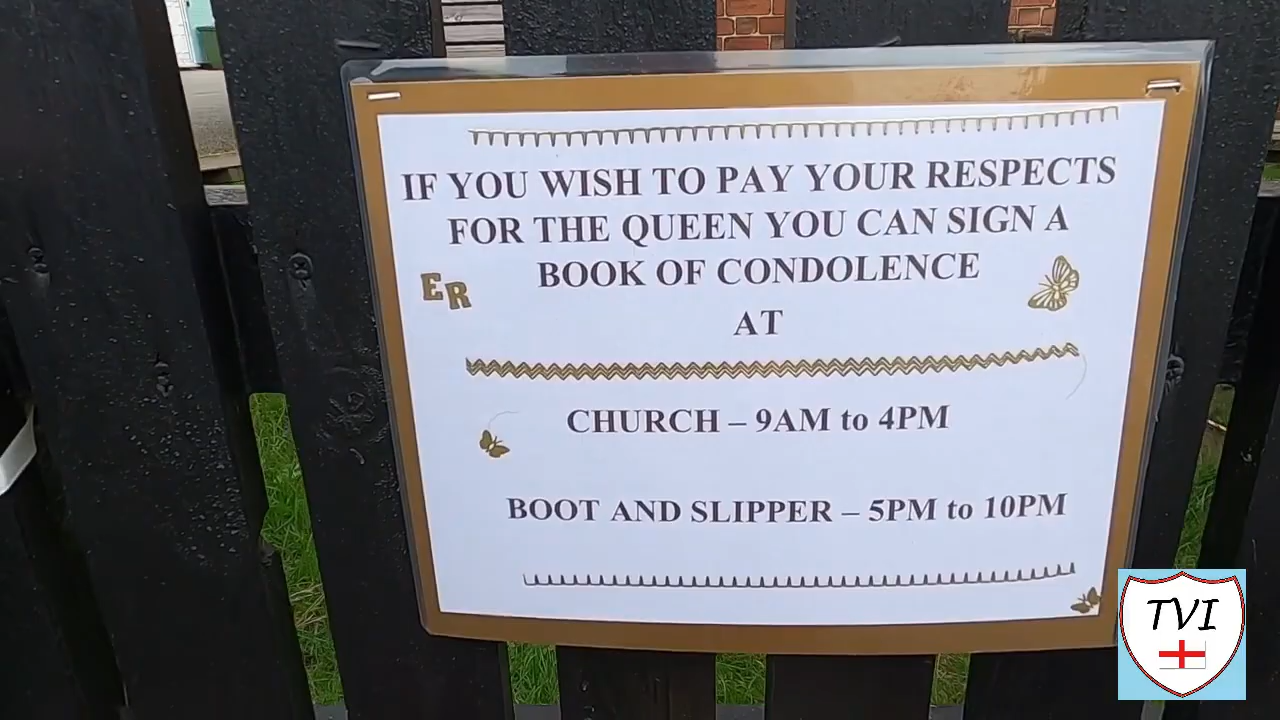 IF YOU WISH TO PAY YOUR RESPECTS
FOR THE QUEEN YOU CAN SIGN A
BOOK OF CONDOLENCE
ER
AT
CHURCH – 9AM to 4PM
BOOT AND SLIPPER – 5PM to 10PM
TVI